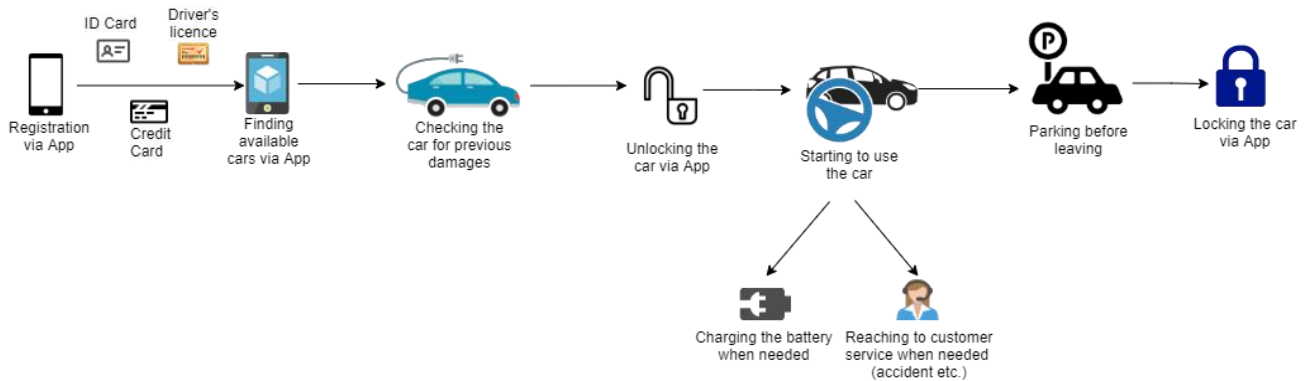 ID Card
Driver's
licence
Registration
via App
Credit
Card
Finding
available
cars via App
Checking the
car for previous
damages
Unlocking the
car via App
Starting to use
the car
P
Parking before
leaving
Locking the car
via App
Charging the battery
when needed
Reaching to customer
service when needed
(accident etc.)